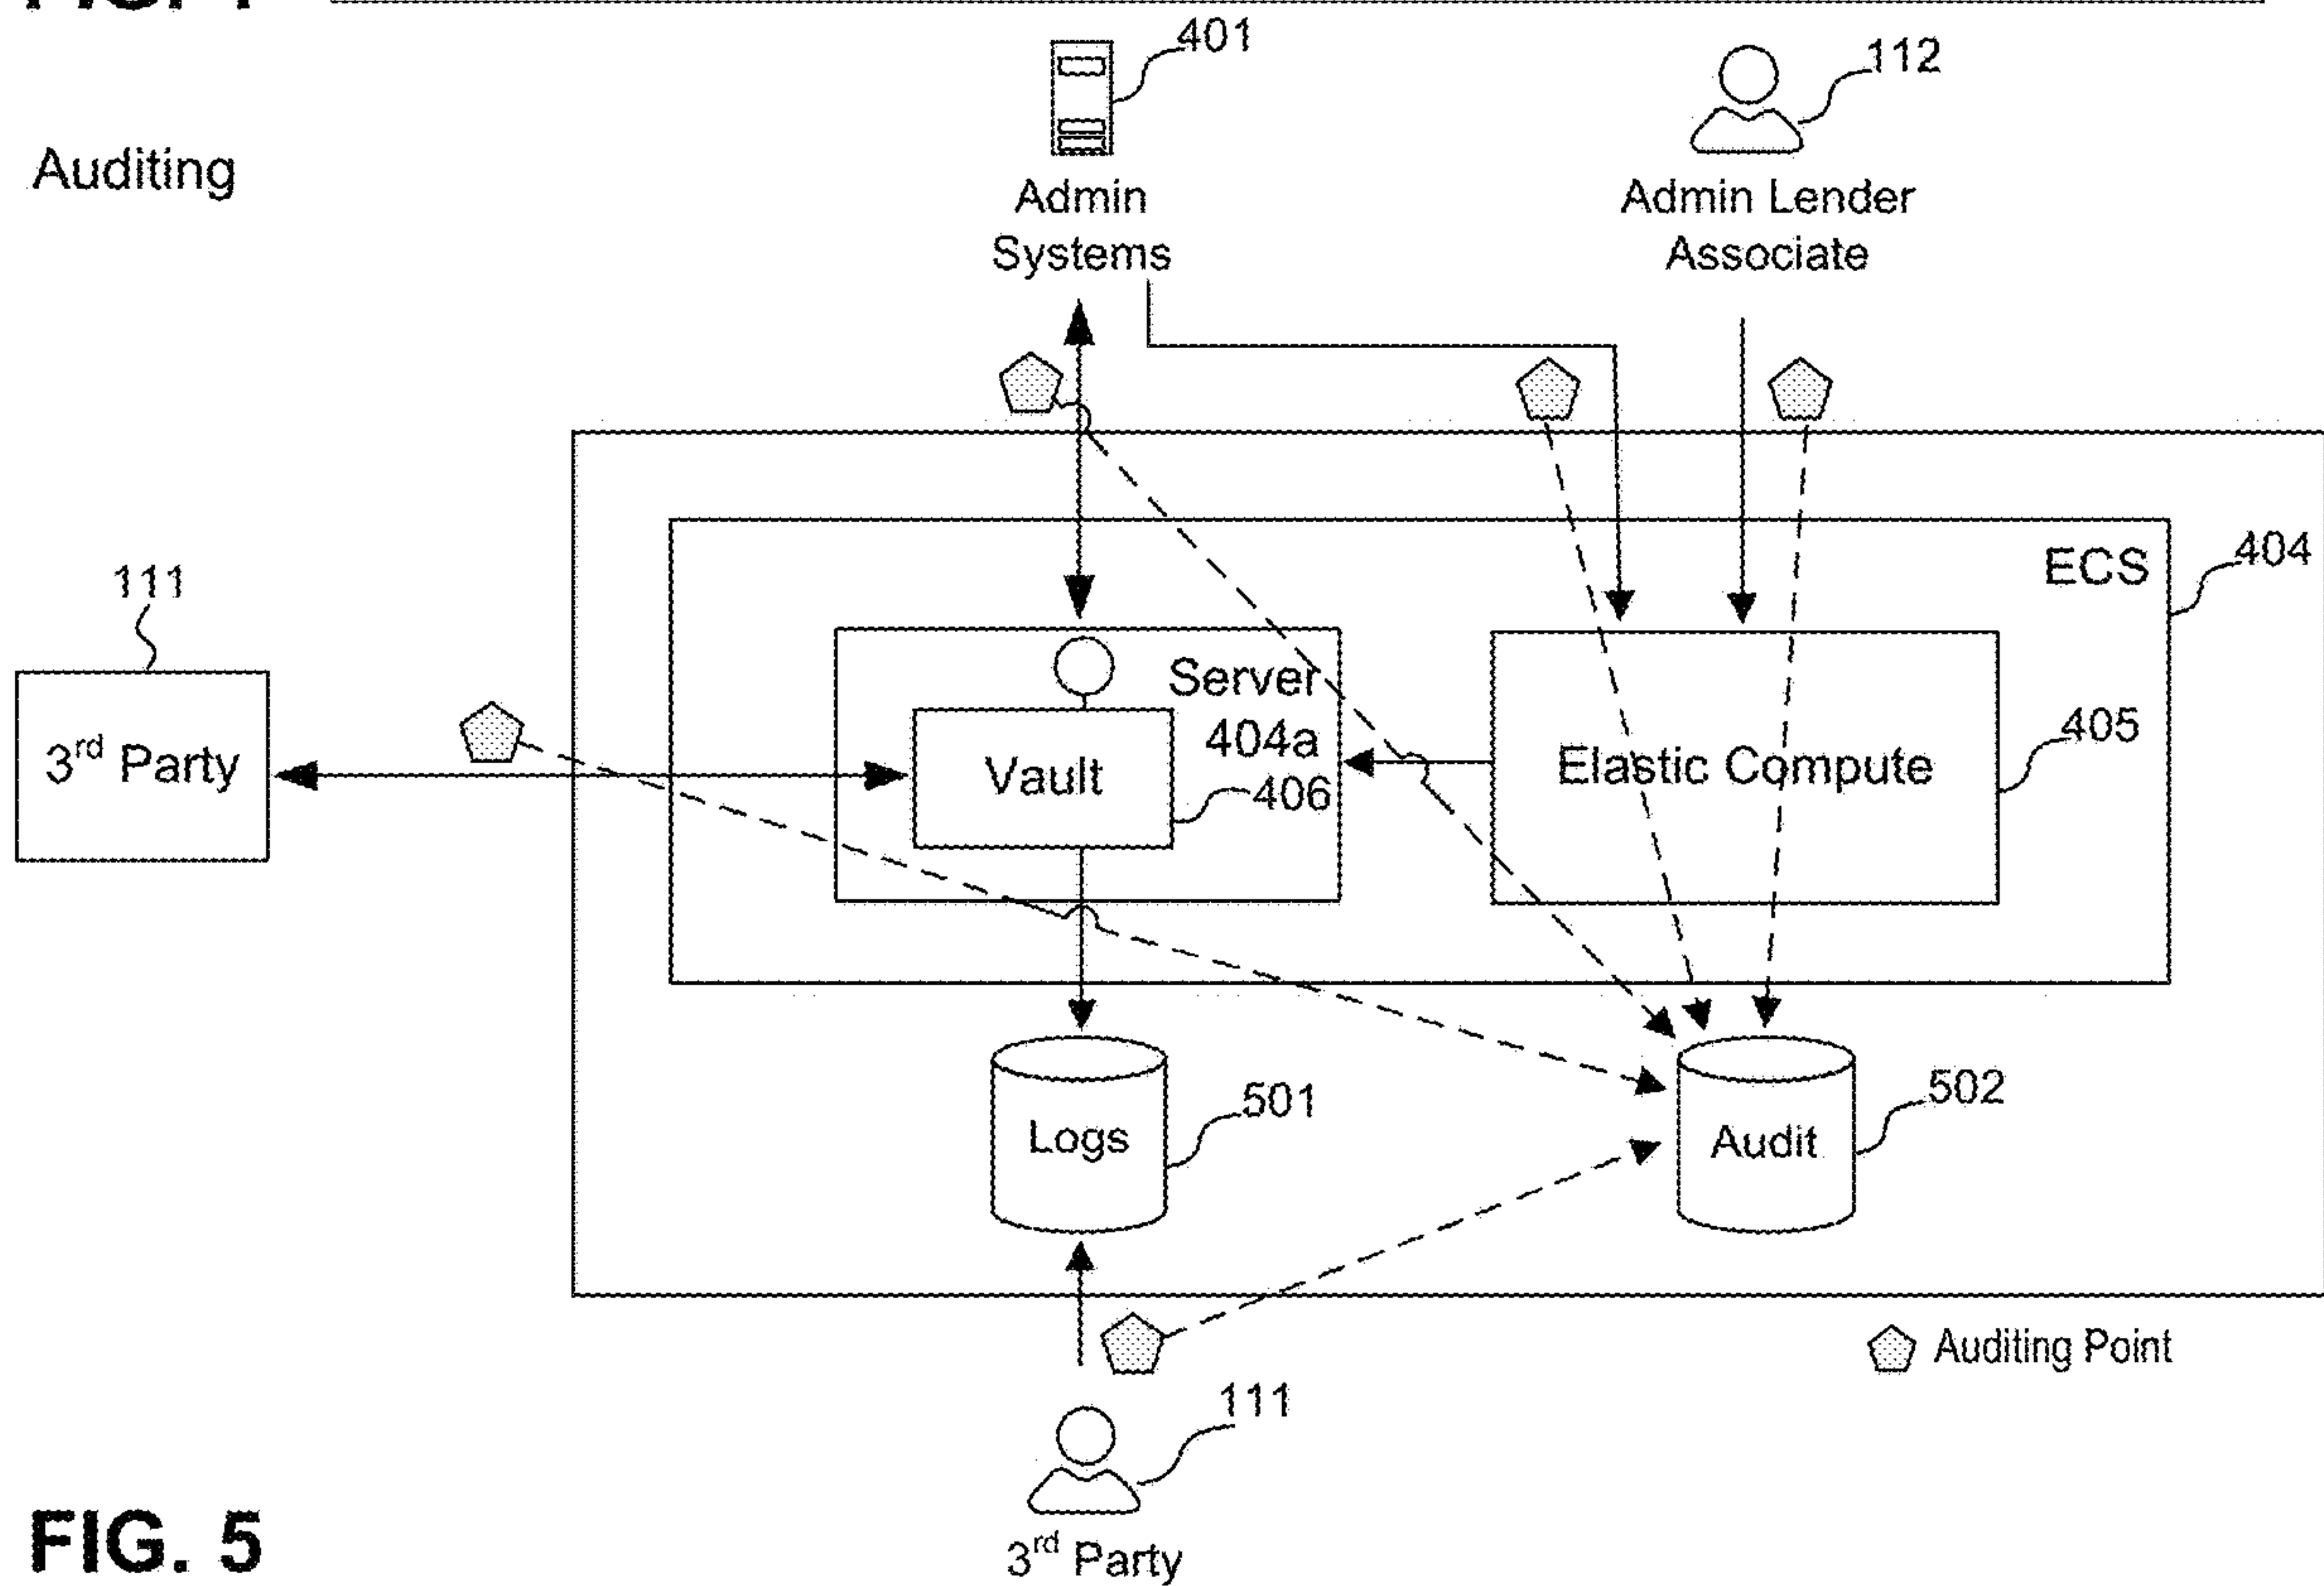 401
112
Auditing
Admin
Systems
Admin Lender
Associate
ECS
404
111
3rd Party
Server
404a
Vault
406
Elastic Compute
405
Logs
501
Audit
502
Auditing Point
111
3rd Party
FIG. 5